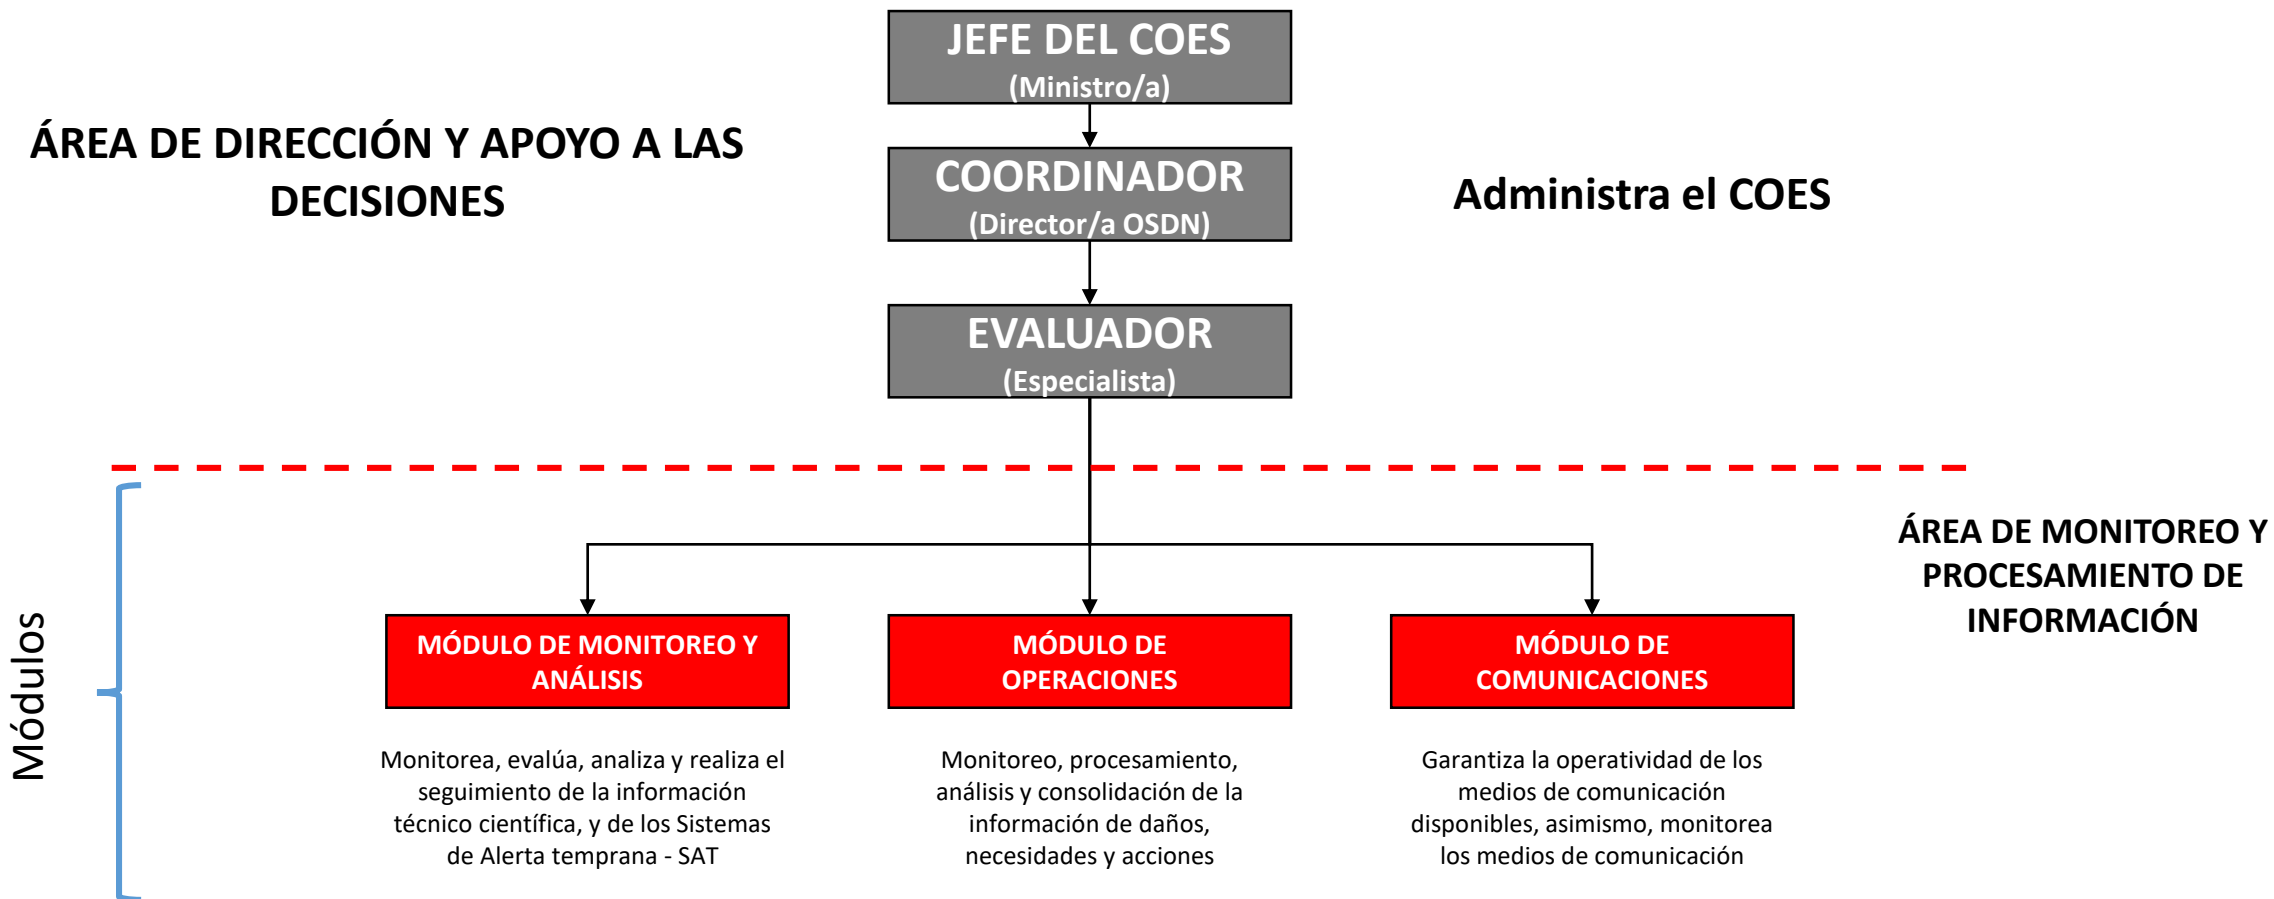 JEFE DEL COES
(Ministro/a)
ÁREA DE DIRECCIÓN Y APOYO A LAS
DECISIONES
COORDINADOR
(Director/a OSDN)
Administra el COES
EVALUADOR
(Especialista)
Módulos
ÁREA DE MONITOREO Y
PROCESAMIENTO DE
INFORMACIÓN
MÓDULO DE MONITOREO Y
ANÁLISIS
Monitorea, evalúa, analiza y realiza el
seguimiento de la información
técnico científica, y de los Sistemas
de Alerta temprana - SAT
MÓDULO DE
OPERACIONES
Monitoreo, procesamiento,
análisis y consolidación de la
información de daños,
necesidades y acciones
MÓDULO DE
COMUNICACIONES
Garantiza la operatividad de los
medios de comunicación
disponibles, asimismo, monitorea
los medios de comunicación